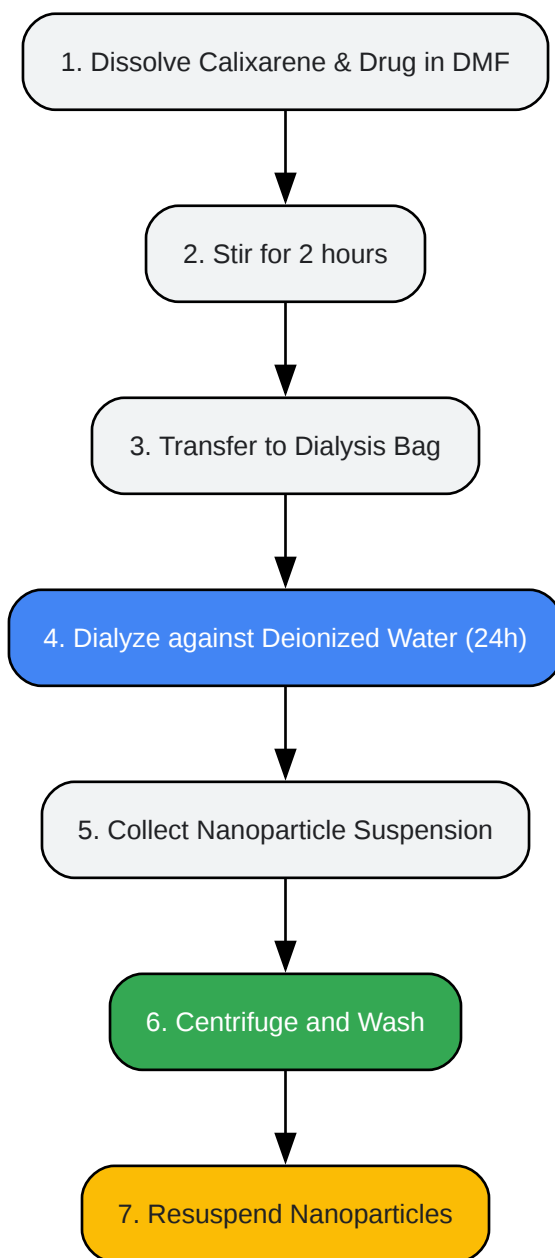 1. Dissolve Calixarene & Drug in DMF
2. Stir for 2 hours
3. Transfer to Dialysis Bag
4. Dialyze against Deionized Water (24h)
5. Collect Nanoparticle Suspension
6. Centrifuge and Wash
7. Resuspend Nanoparticles